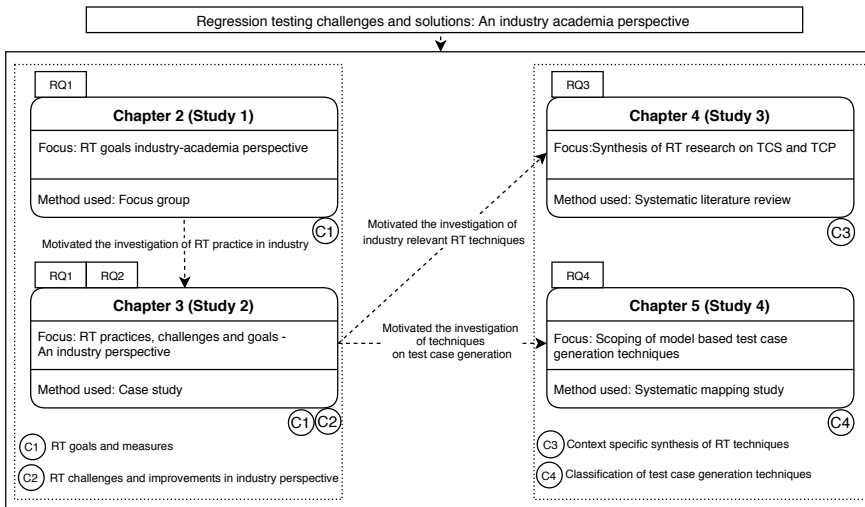 Regression testing challenges and solutions: An industry academia perspective
RQ1
Chapter 2 (Study 1)
Focus: RT goals industry-academia perspective
Method used: Focus group
C1
Motivated the investigation of RT practice in industry
RQ1
RQ2
Chapter 3 (Study 2)
Focus: RT practices, challenges and goals -
An industry perspective
Method used: Case study
C1
C2
C1
RT goals and measures
C2
RT challenges and improvements in industry perspective
Motivated the investigation of
industry relevant RT techniques
Motivated the investigation
of techniques
on test case generation
RQ3
Chapter 4 (Study 3)
Focus:Synthesis of RT research on TCS and TCP
Method used: Systematic literature review
C3
RQ4
Chapter 5 (Study 4)
Focus: Scoping of model based test case
generation techniques
Method used: Systematic mapping study
C4
C3
Context specific synthesis of RT techniques
C4
Classification of test case generation techniques